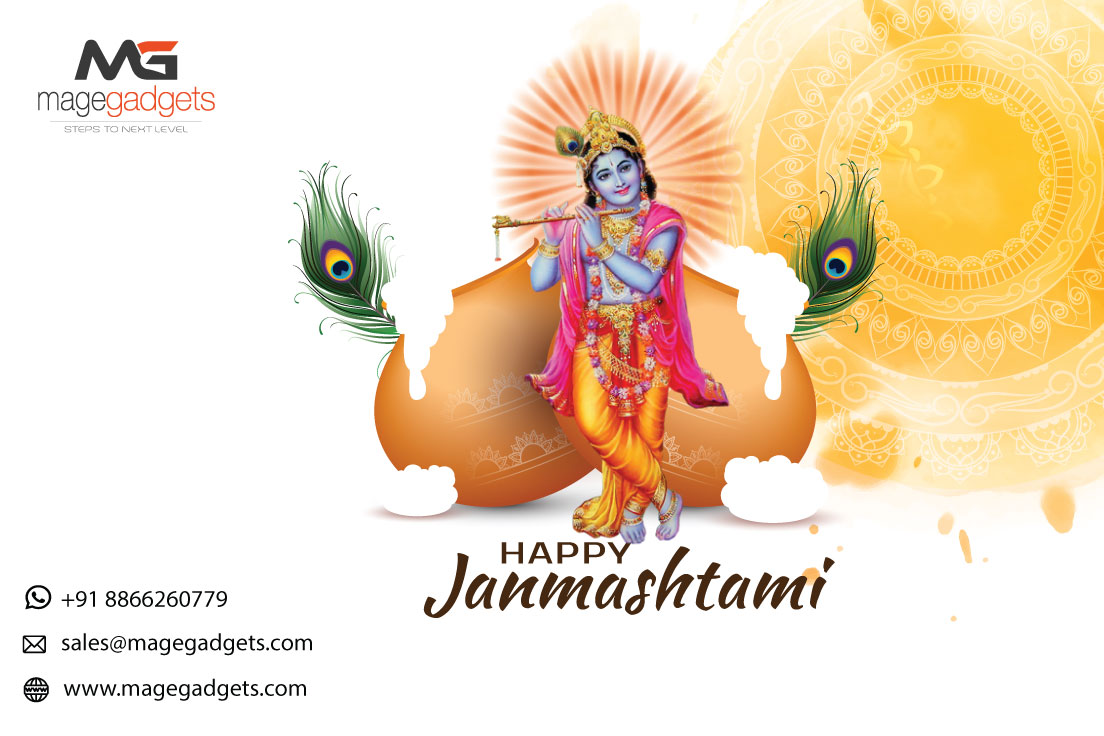 MG
magegadgets
STEPS TO NEXT LEVEL
HAPPY
Janmashtami
+91 8866260779
sales@magegadgets.com
www.magegadgets.com